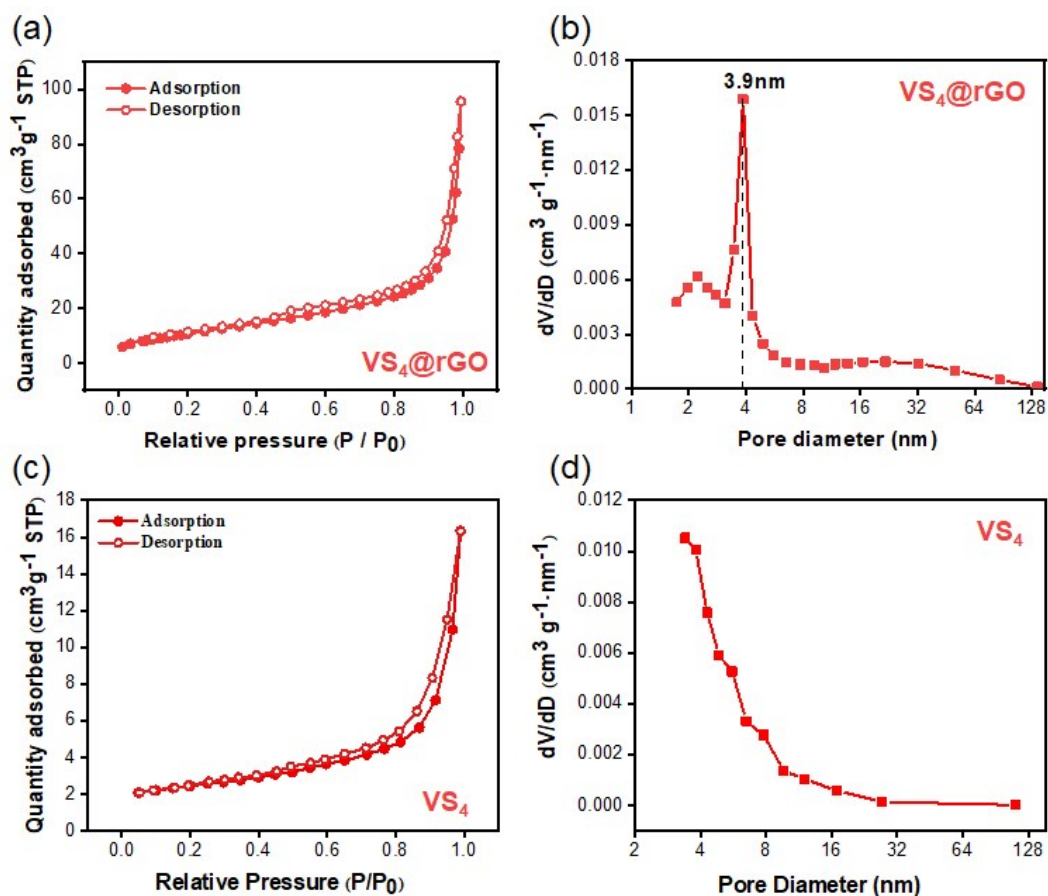 (a)
Quantity adsorbed (cm³g⁻¹ STP)
100
80
60
40
20
0
Adsorption
Desorption
VS₄@rGO
0.0 0.2 0.4 0.6 0.8 1.0
Relative pressure (P / P₀)
(b)
dV/dD (cm³ g⁻¹·nm⁻¹)
0.018
0.015
0.012
0.009
0.006
0.003
0.000
3.9nm
VS₄@rGO
1 2 4 8 16 32 64 128
Pore diameter (nm)
(c)
Quantity adsorbed (cm³g⁻¹ STP)
18
16
14
12
10
8
6
4
2
0
Adsorption
Desorption
VS₄
0.0 0.2 0.4 0.6 0.8 1.0
Relative Pressure (P/P₀)
(d)
dV/dD (cm³ g⁻¹·nm⁻¹)
0.012
0.010
0.008
0.006
0.004
0.002
0.000
VS₄
2 4 8 16 32 64 128
Pore Diameter (nm)